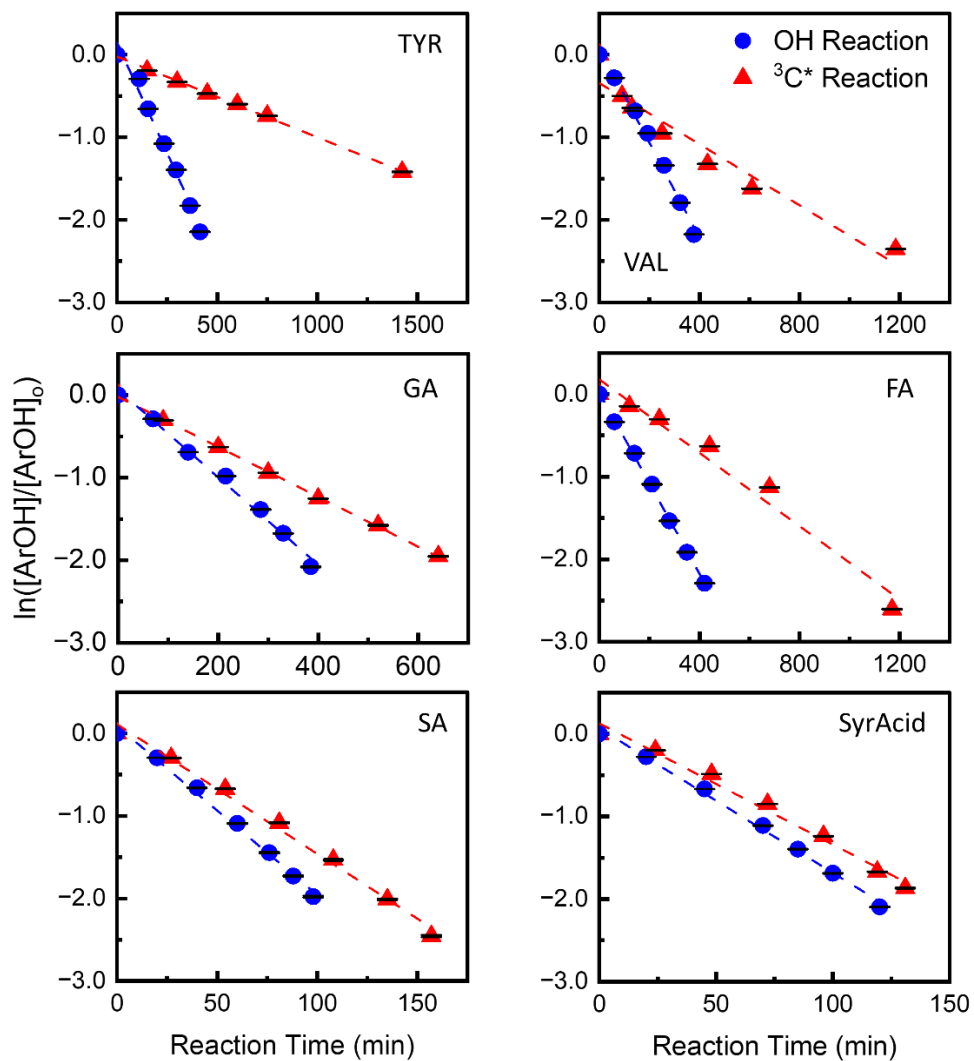 TYR
0.0
−1.0
−2.0
−3.0
0 500 1000 1500
OH Reaction
³C* Reaction
VAL
0.0
−1.0
−2.0
−3.0
0 400 800 1200
ln([ArOH]/[ArOH]₀)
GA
0.0
−1.0
−2.0
−3.0
0 200 400 600
FA
0.0
−1.0
−2.0
−3.0
0 400 800 1200
SA
0.0
−1.0
−2.0
−3.0
0 50 100 150
Reaction Time (min)
SyrAcid
0.0
−1.0
−2.0
−3.0
0 50 100 150
Reaction Time (min)